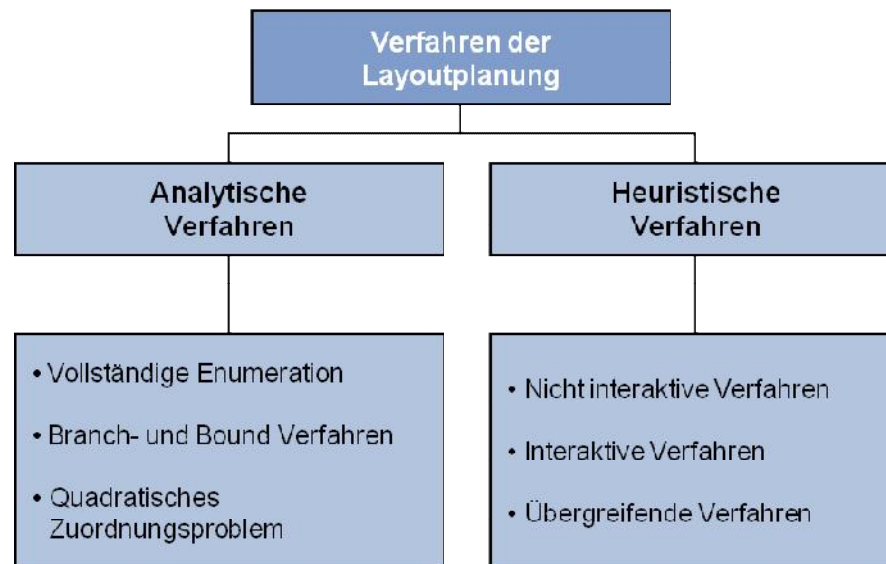 Verfahren der
Layoutplanung
Analytische
Verfahren
Heuristische
Verfahren
• Vollständige Enumeration
• Branch- und Bound Verfahren
• Quadratisches
Zuordnungsproblem
• Nicht interaktive Verfahren
• Interaktive Verfahren
• Übergreifende Verfahren